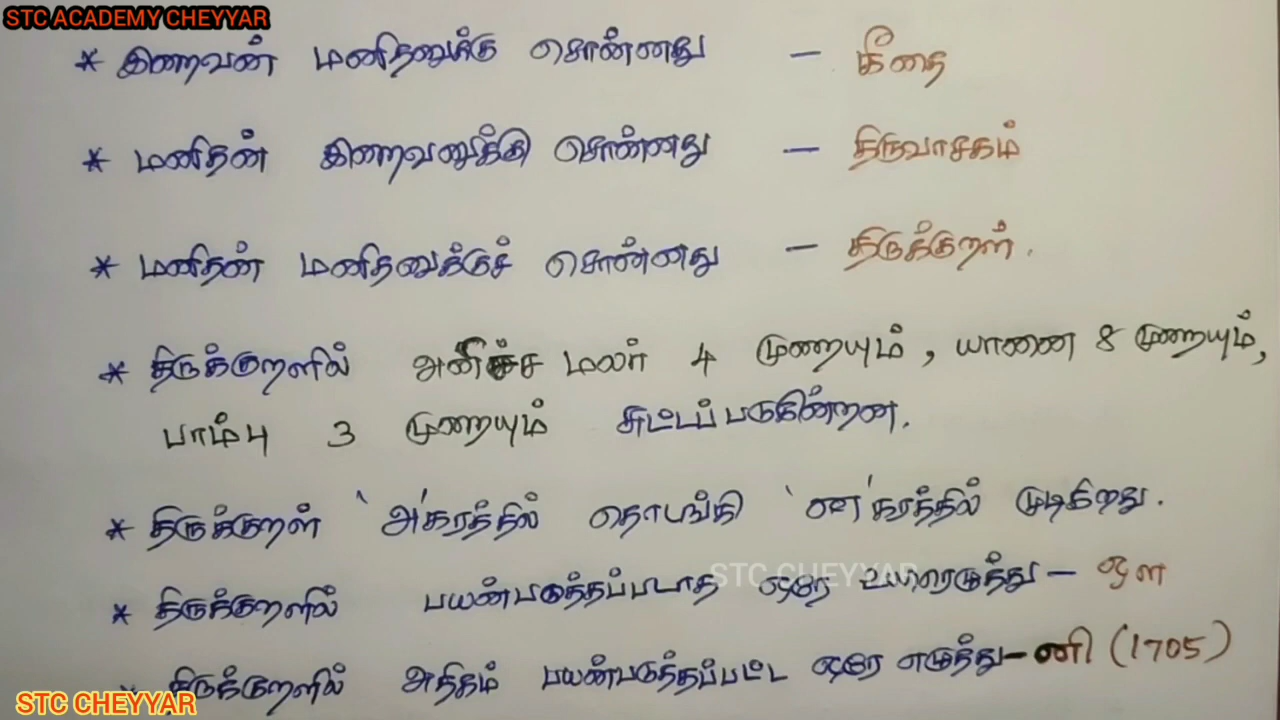 STC ACADEMY CHEYYAR
* இறைவன் மனிதனுக்கு சொன்னது - கீதை
* மனிதன் இறைவனுக்கு சொன்னது - திருவாசகம்
* மனிதன் மனிதனுக்குச் சொன்னது - திருக்குறள்.
* திருக்குறளில் அனிச்ச மலர் 4 முறையும், யானை 8 முறையும்,
பாம்பு 3 முறையும் சுட்டப்படுகின்றன.
* திருக்குறள் 'அ'கரத்தில் தொடங்கி 'ன'கரத்தில் முடிகிறது.
STC CHEYYAR
* திருக்குறளில் பயன்படுத்தப்படாத ஒரே உயிரெழுத்து - ஔ
* திருக்குறளில் அதிகம் பயன்படுத்தப்பட்ட ஒரே எழுத்து - னி (1705)
STC CHEYYAR